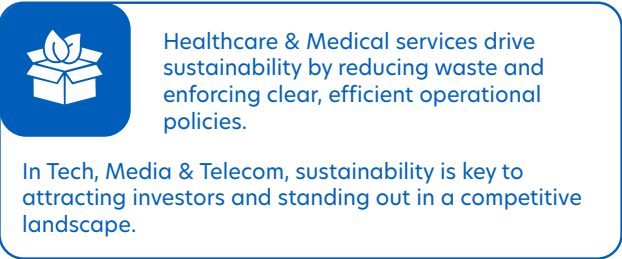 Healthcare & Medical services drive
sustainability by reducing waste and
enforcing clear, efficient operational
policies.
In Tech, Media & Telecom, sustainability is key to
attracting investors and standing out in a competitive
landscape.